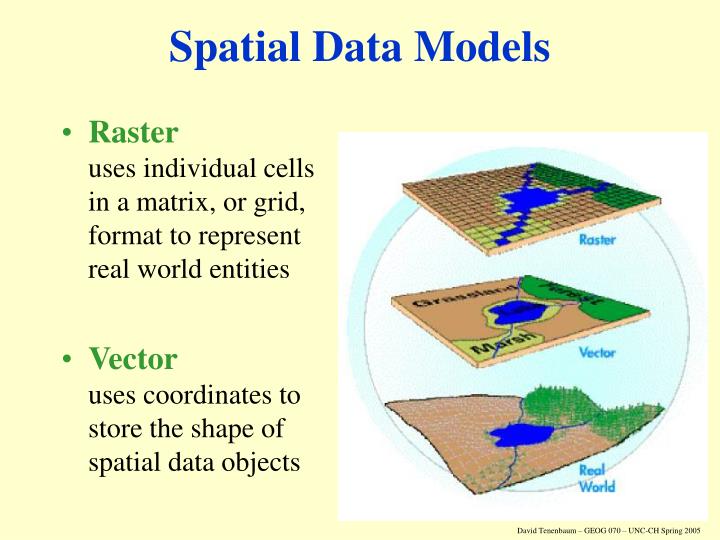 Spatial Data Models
• Raster
uses individual cells
in a matrix, or grid,
format to represent
real world entities
• Vector
uses coordinates to
store the shape of
spatial data objects
Raster
Grassland
Forest
Lake
Marsh
Vector
Real
World
David Tenenbaum – GEOG 070 – UNC-CH Spring 2005